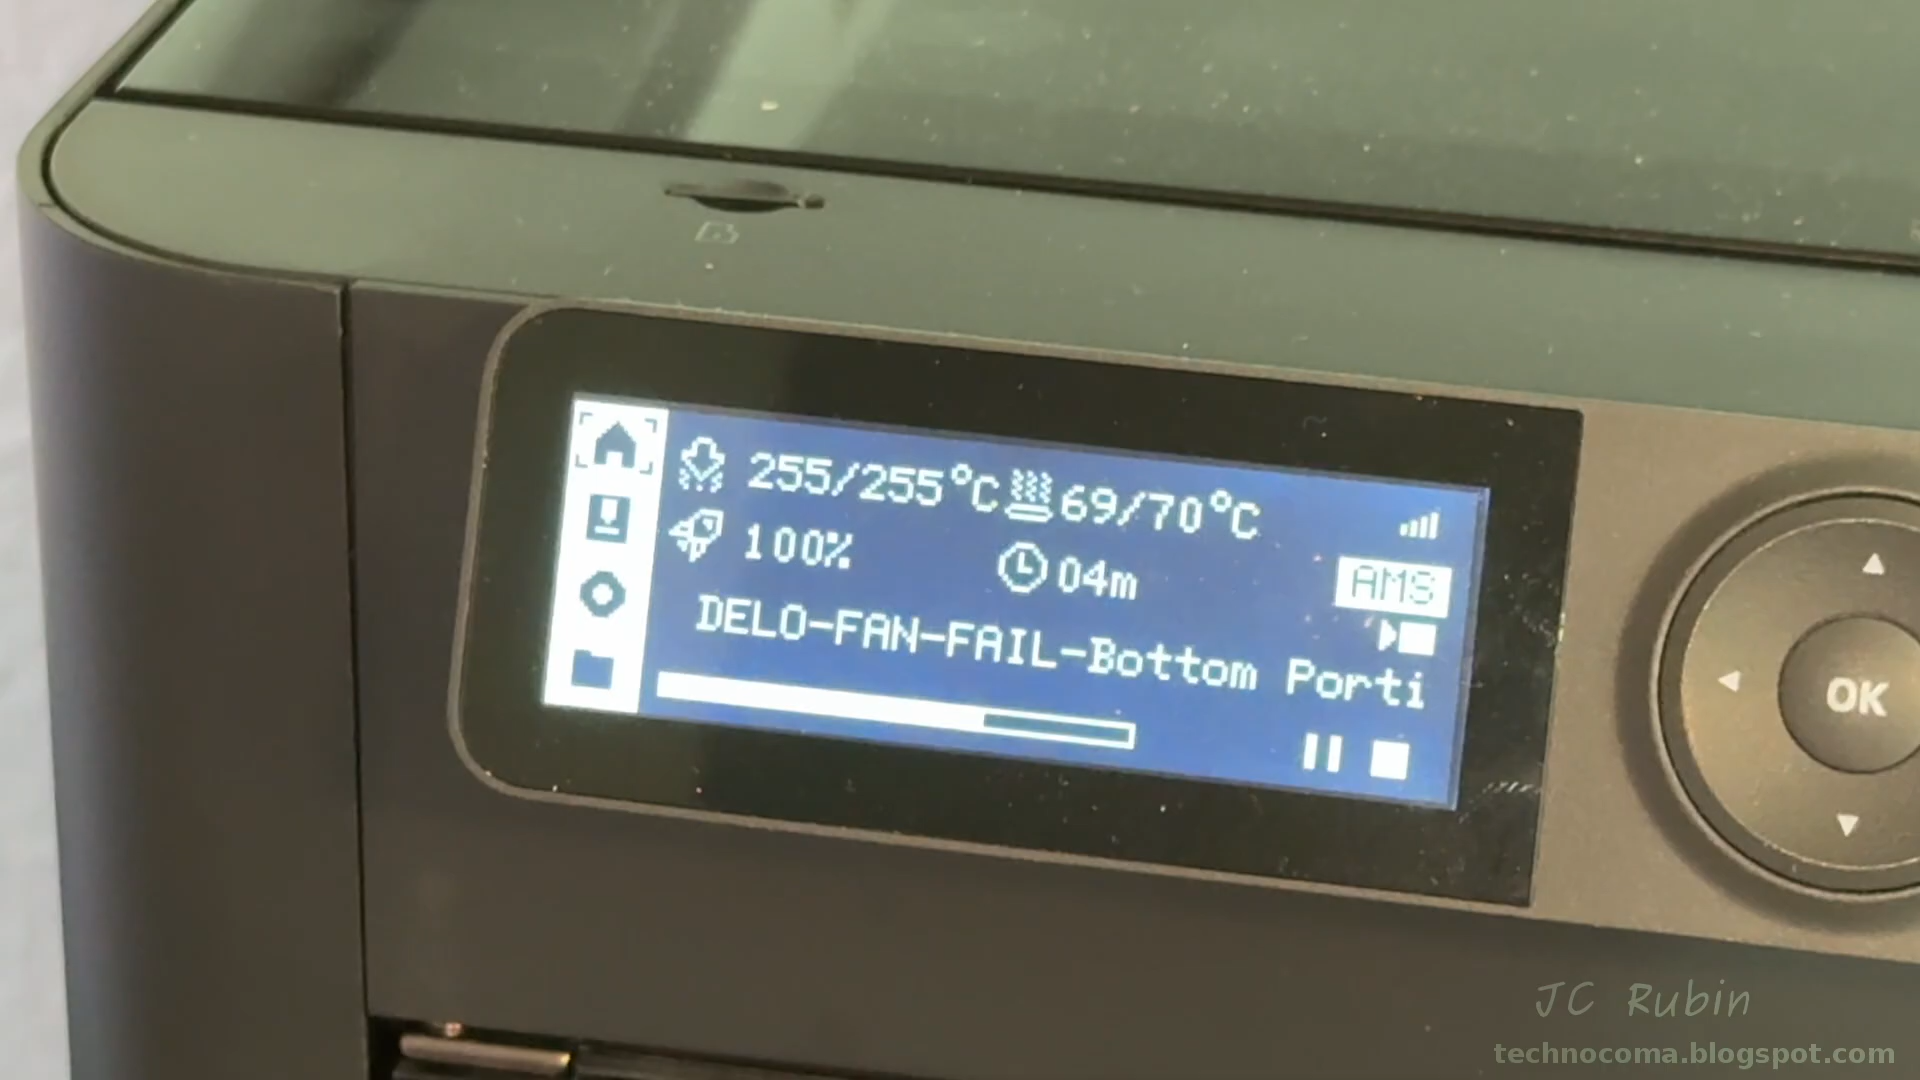 255/255°C 69/70°C
100% 04m
AMS
DELO-FAN-FAIL-Bottom Porti
OK
JC Rubin
technocoma.blogspot.com